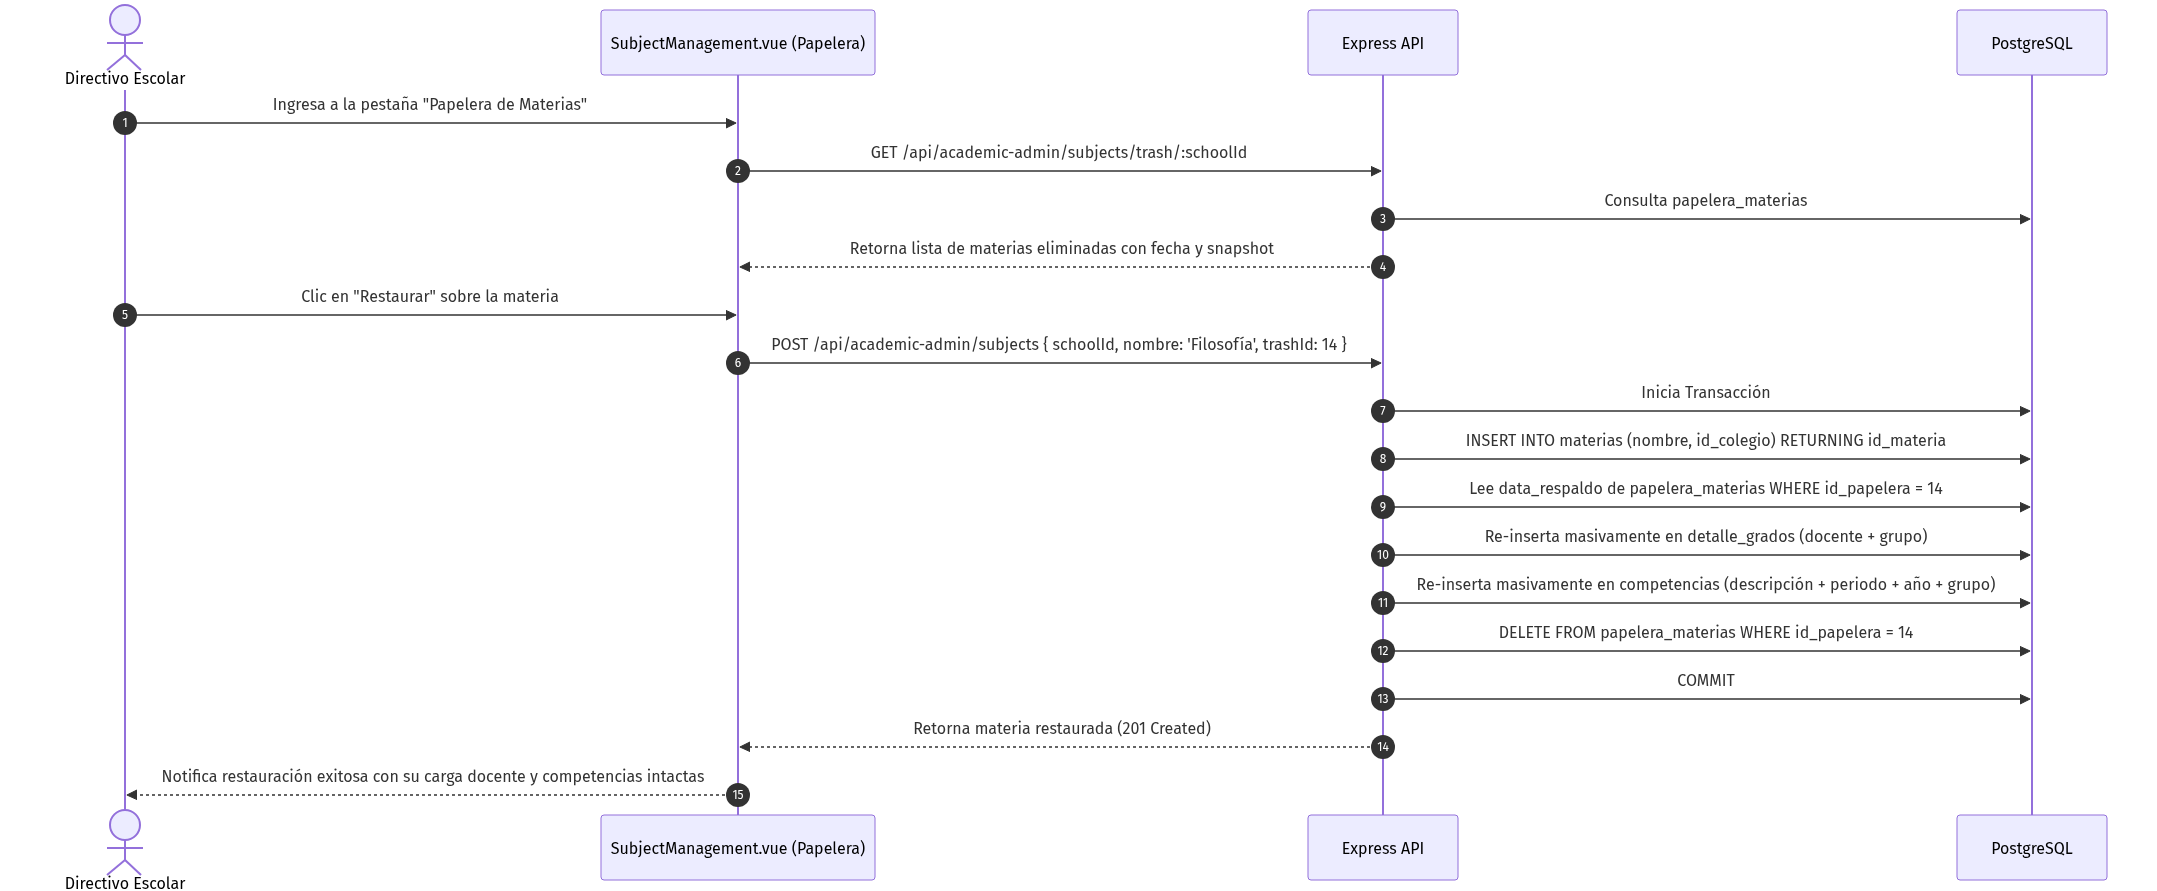 Directivo Escolar
SubjectManagement.vue (Papelera)
Express API
PostgreSQL
Ingresa a la pestaña "Papelera de Materias"
1
GET /api/academic-admin/subjects/trash/:schoolId
2
Consulta papelera_materias
3
Retorna lista de materias eliminadas con fecha y snapshot
4
Clic en "Restaurar" sobre la materia
5
POST /api/academic-admin/subjects { schoolId, nombre: 'Filosofía', trashId: 14 }
6
Inicia Transacción
7
INSERT INTO materias (nombre, id_colegio) RETURNING id_materia
8
Lee data_respaldo de papelera_materias WHERE id_papelera = 14
9
Re-inserta masivamente en detalle_grados (docente + grupo)
10
Re-inserta masivamente en competencias (descripción + periodo + año + grupo)
11
DELETE FROM papelera_materias WHERE id_papelera = 14
12
COMMIT
13
Retorna materia restaurada (201 Created)
14
Notifica restauración exitosa con su carga docente y competencias intactas
15
Directivo Escolar
SubjectManagement.vue (Papelera)
Express API
PostgreSQL